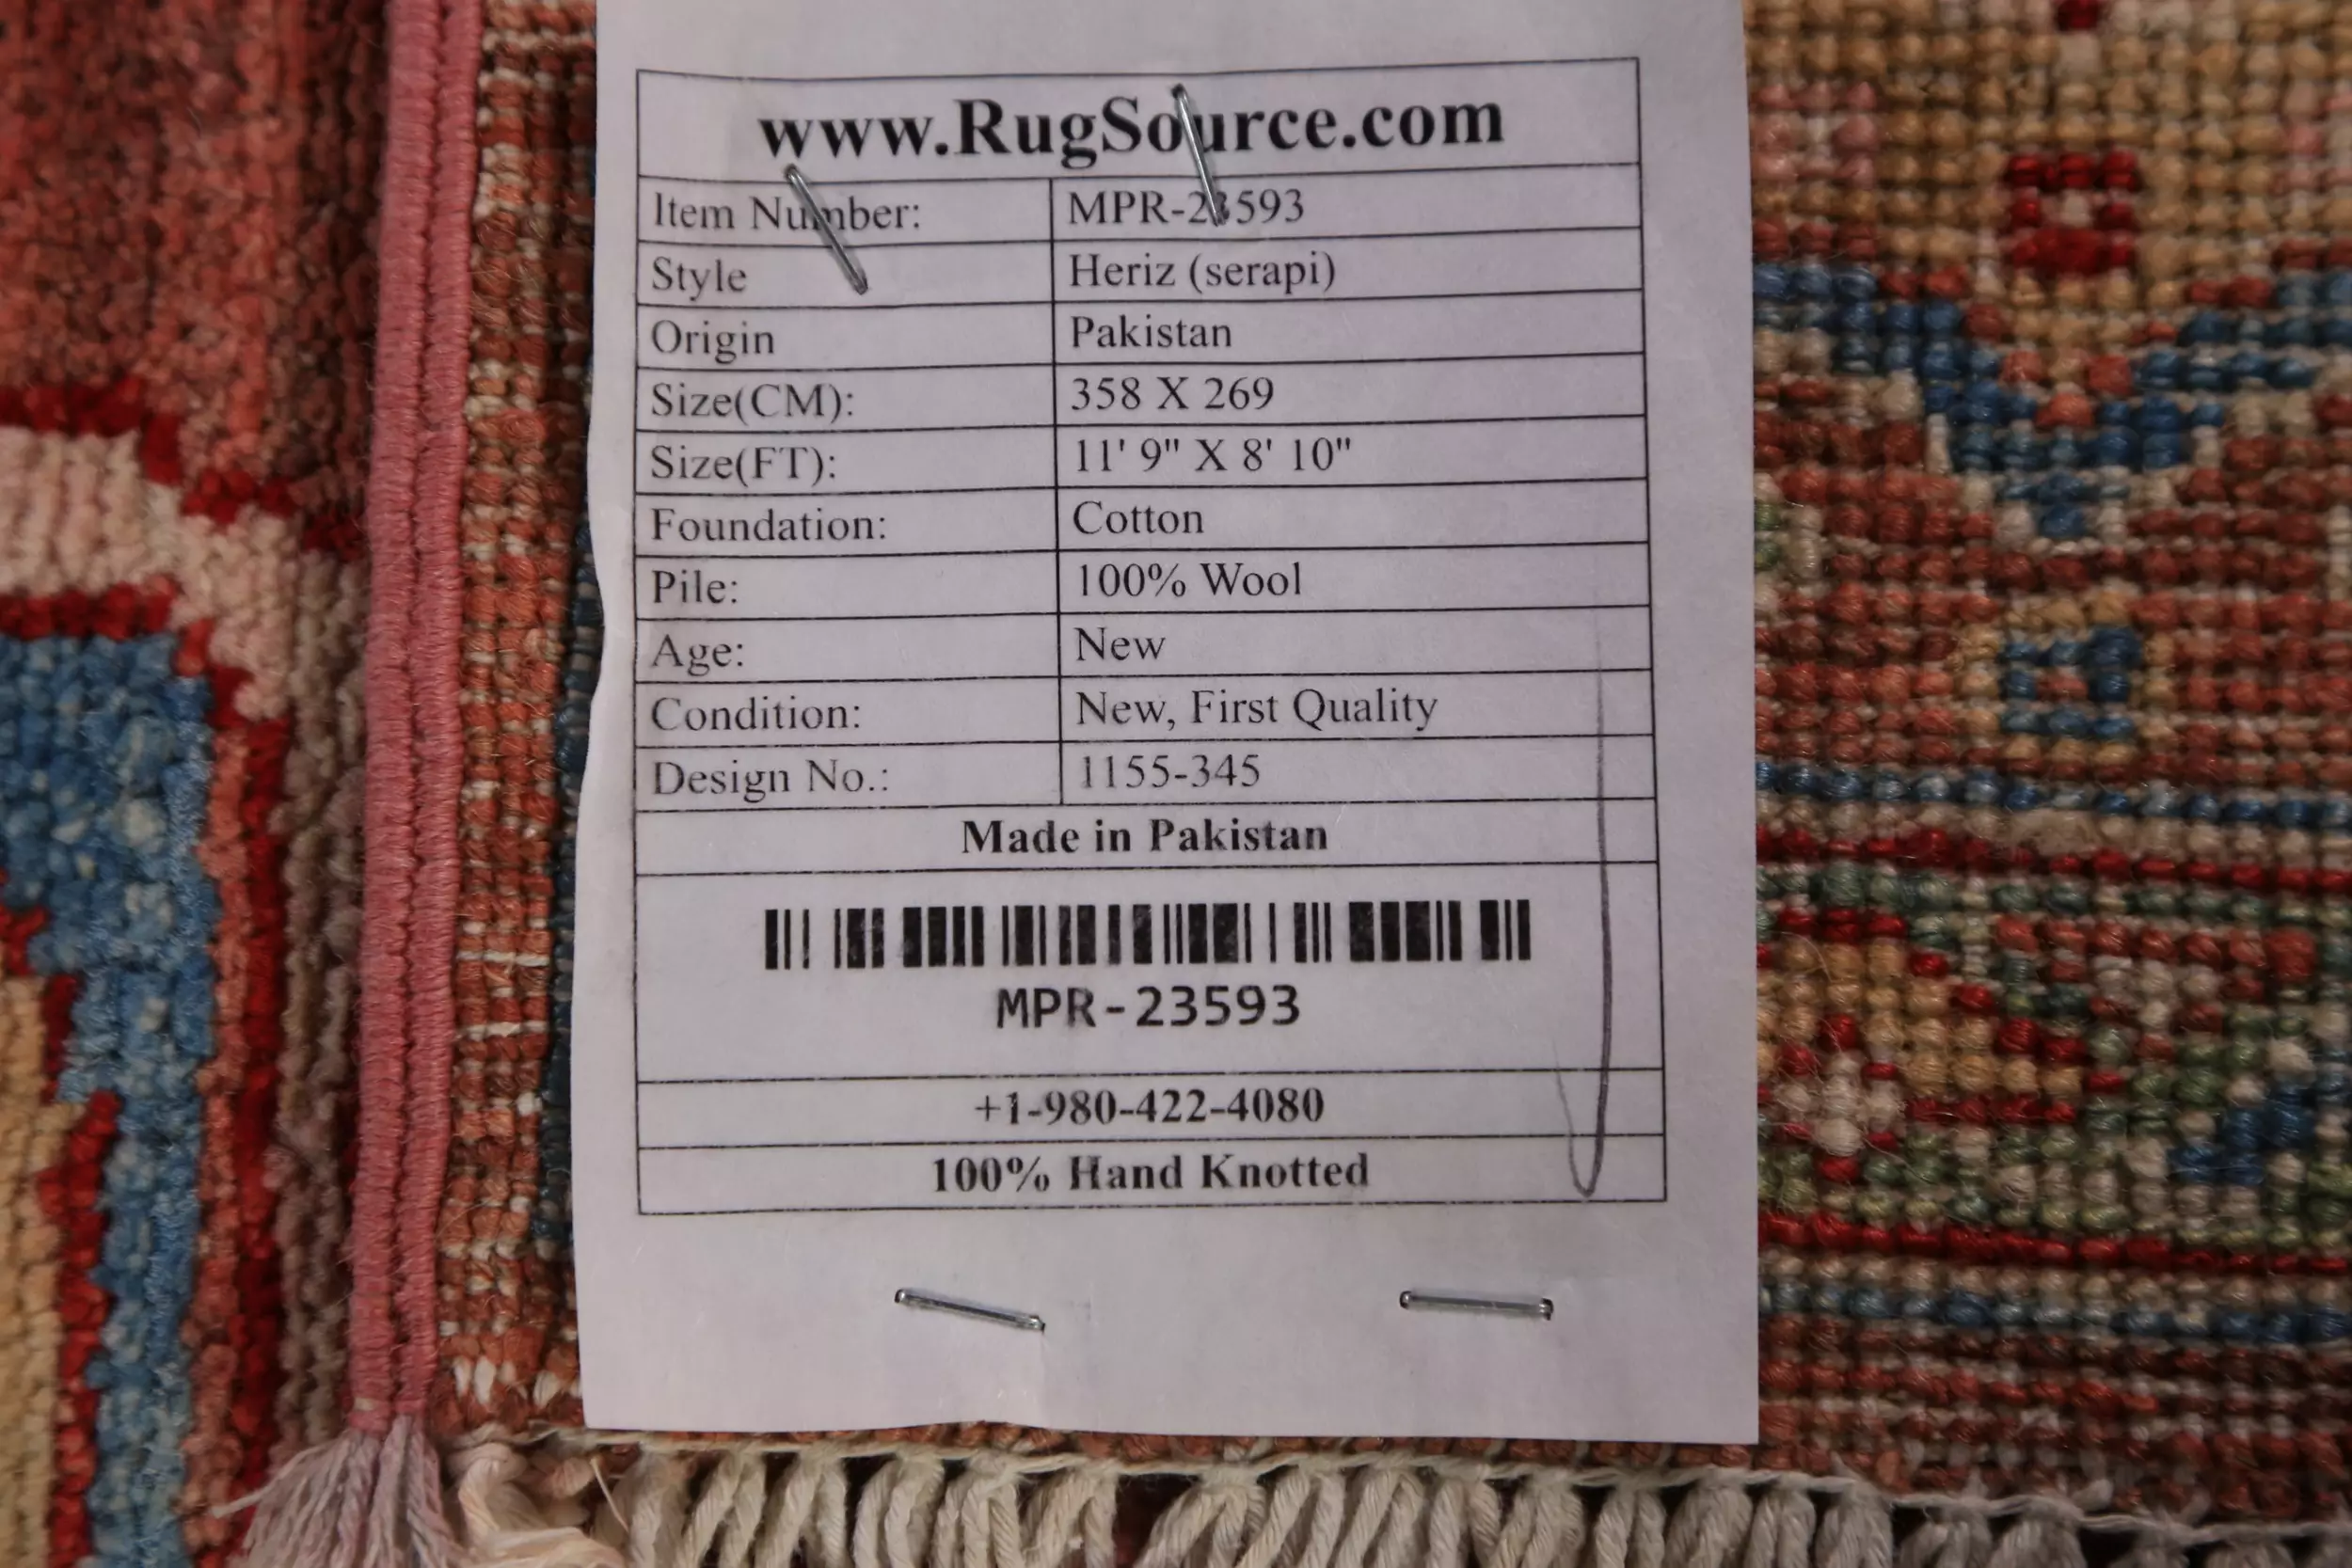 www.RugSource.com
Item Number: MPR-23593
Style Heriz (serapi)
Origin Pakistan
Size(CM): 358 X 269
Size(FT): 11' 9" X 8' 10"
Foundation: Cotton
Pile: 100% Wool
Age: New
Condition: New, First Quality
Design No.: 1155-345
Made in Pakistan
MPR-23593
+1-980-422-4080
100% Hand Knotted